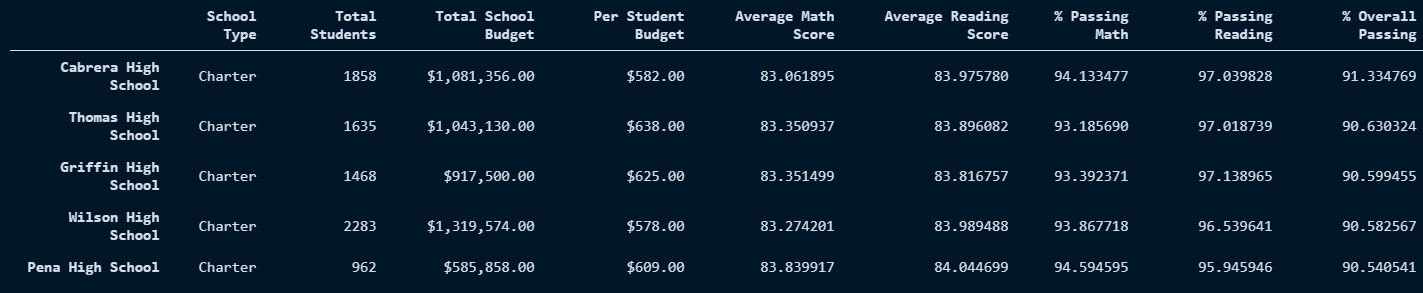 School Total Total School Per Student Average Math Average Reading % Passing % Passing % Overall
Type Students Budget Budget Score Score Math Reading Passing
Cabrera High
School Charter 1858 $1,081,356.00 $582.00 83.061895 83.975780 94.133477 97.039828 91.334769
Thomas High
School Charter 1635 $1,043,130.00 $638.00 83.350937 83.896082 93.185690 97.018739 90.630324
Griffin High
School Charter 1468 $917,500.00 $625.00 83.351499 83.816757 93.392371 97.138965 90.599455
Wilson High
School Charter 2283 $1,319,574.00 $578.00 83.274201 83.989488 93.867718 96.539641 90.582567
Pena High School Charter 962 $585,858.00 $609.00 83.839917 84.044699 94.594595 95.945946 90.540541